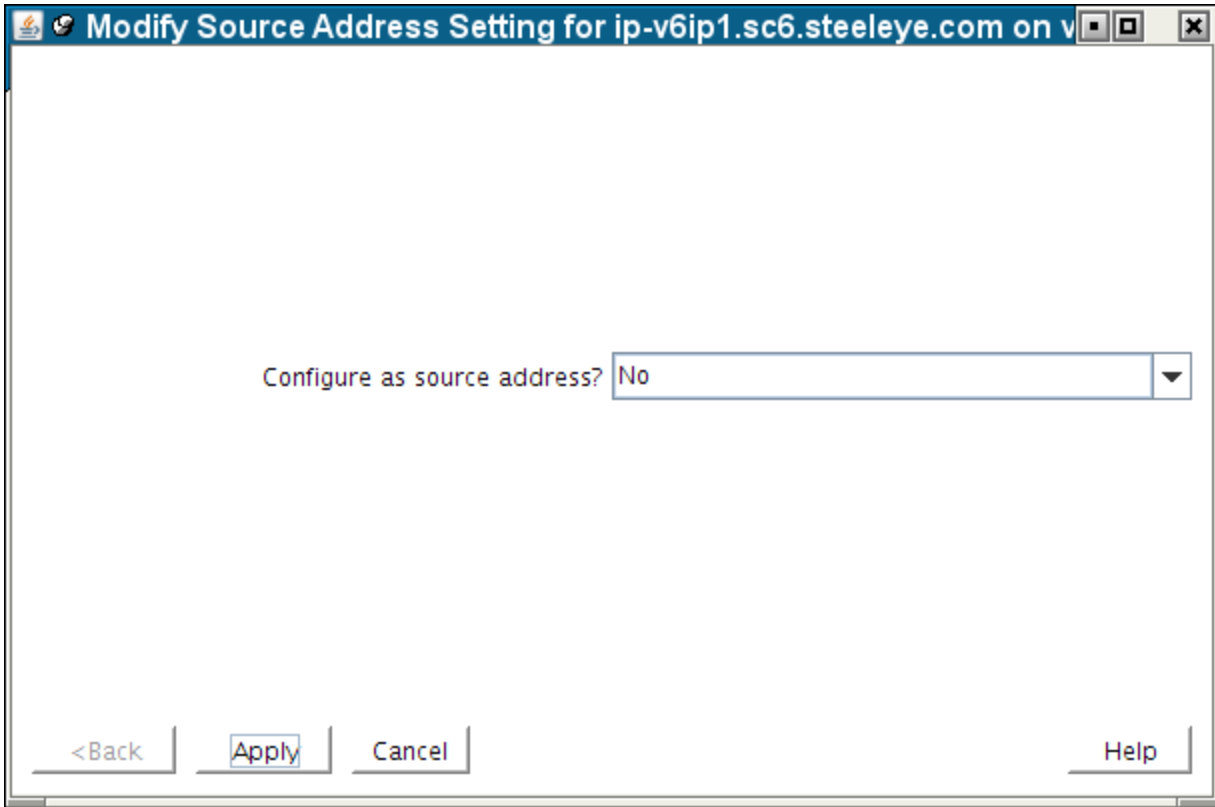 Modify Source Address Setting for ip-v6ip1.sc6.steeleye.com on v
Configure as source address? No
<Back Apply Cancel Help